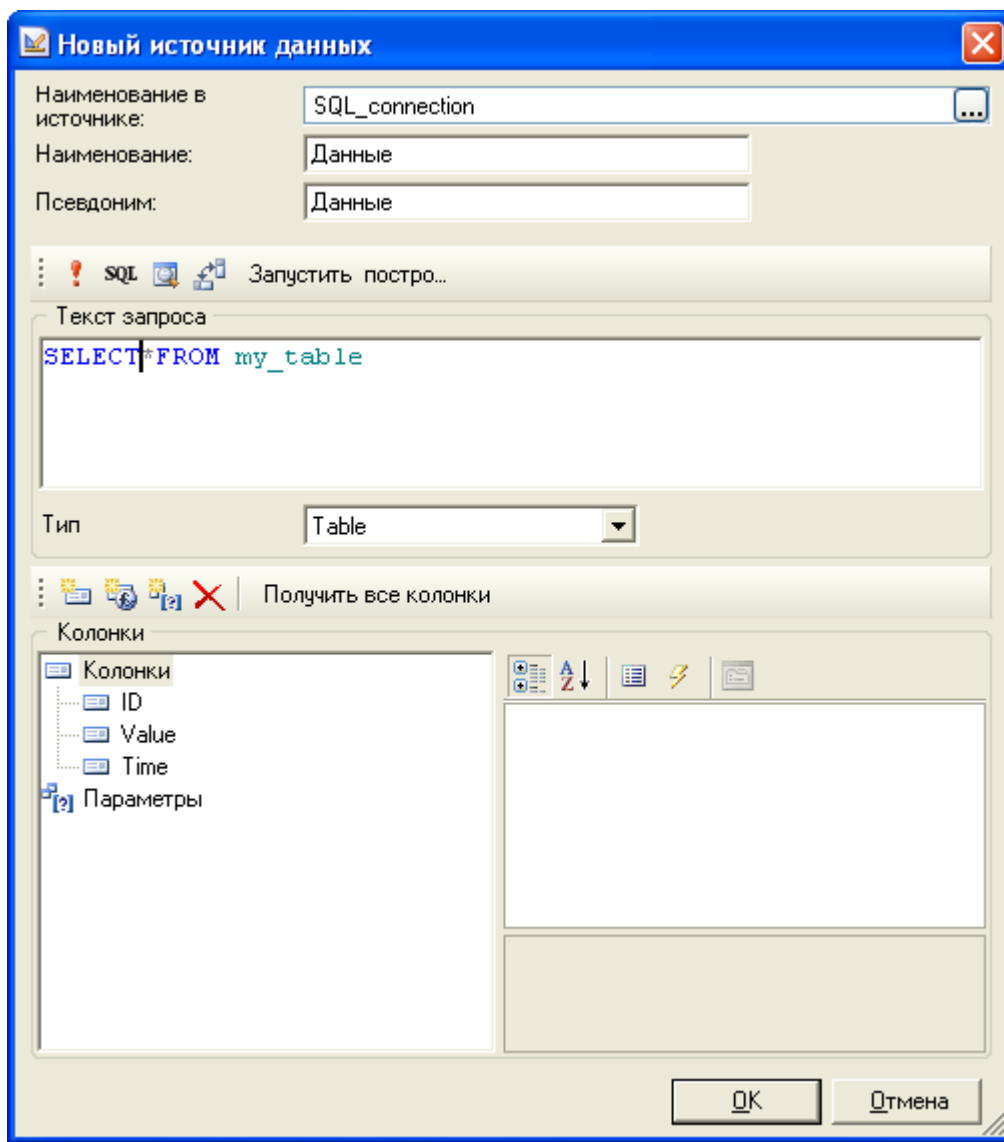 Новый источник данных
Наименование в
источнике:
SQL_connection
...
Наименование:
Данные
Псевдоним:
Данные
SQL
Запустить постро...
Текст запроса
SELECT*FROM my_table
Тип
Table
Получить все колонки
Колонки
Колонки
ID
Value
Time
[?] Параметры
OK
Отмена